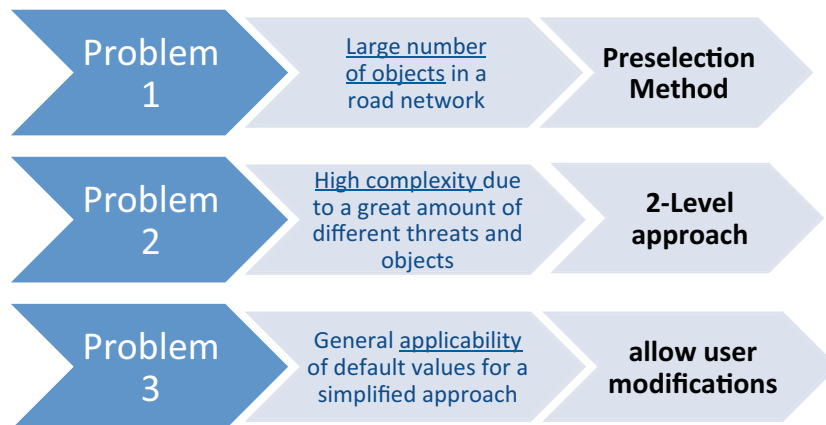 Problem
1
Large number
of objects in a
road network
Preselection
Method
Problem
2
High complexity due
to a great amount of
different threats and
objects
2-Level
approach
Problem
3
General applicability
of default values for a
simplified approach
allow user
modifications